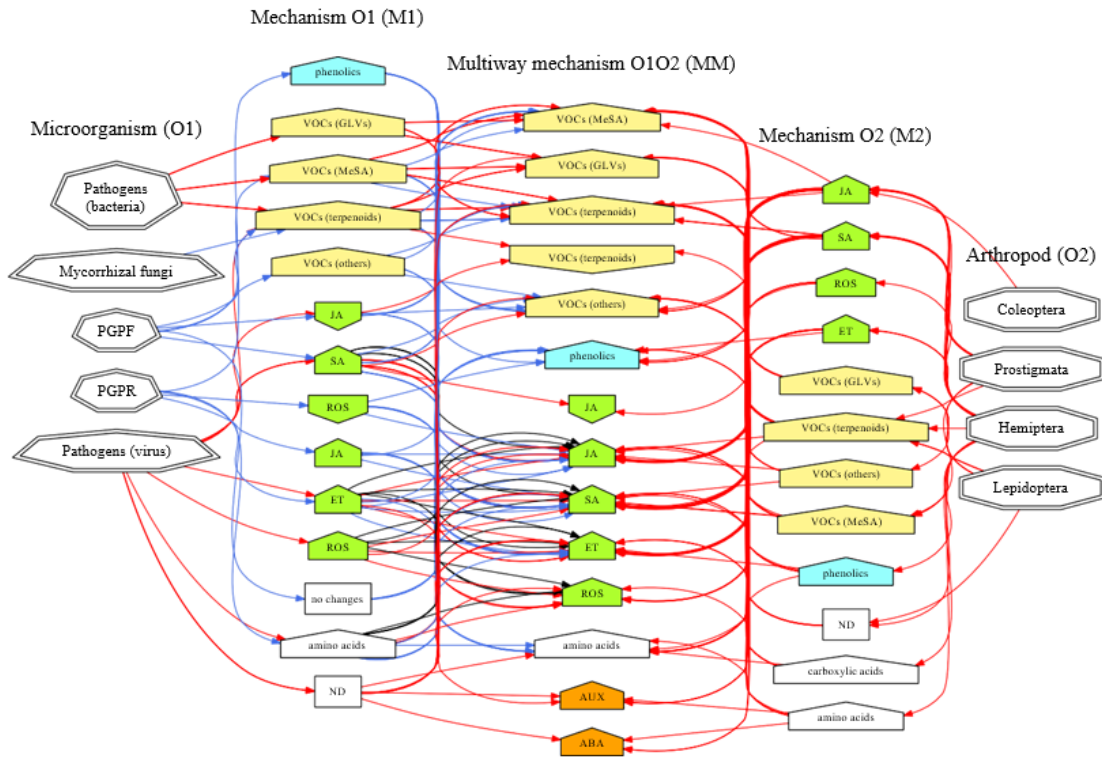 Mechanism O1 (M1)
Multiway mechanism O1O2 (MM)
Microorganism (O1)
Mechanism O2 (M2)
Arthropod (O2)
Pathogens
(bacteria)
Mycorrhizal fungi
PGPF
PGPR
Pathogens (virus)
phenolics
VOCs (GLVs)
VOCs (MeSA)
VOCs (terpenoids)
VOCs (others)
JA
SA
ROS
JA
ET
ROS
no changes
amino acids
ND
VOCs (MeSA)
VOCs (GLVs)
VOCs (terpenoids)
VOCs (terpenoids)
VOCs (others)
phenolics
JA
JA
SA
ET
ROS
amino acids
AUX
ABA
JA
SA
ROS
ET
VOCs (GLVs)
VOCs (terpenoids)
VOCs (others)
VOCs (MeSA)
phenolics
ND
carboxylic acids
amino acids
Coleoptera
Prostigmata
Hemiptera
Lepidoptera